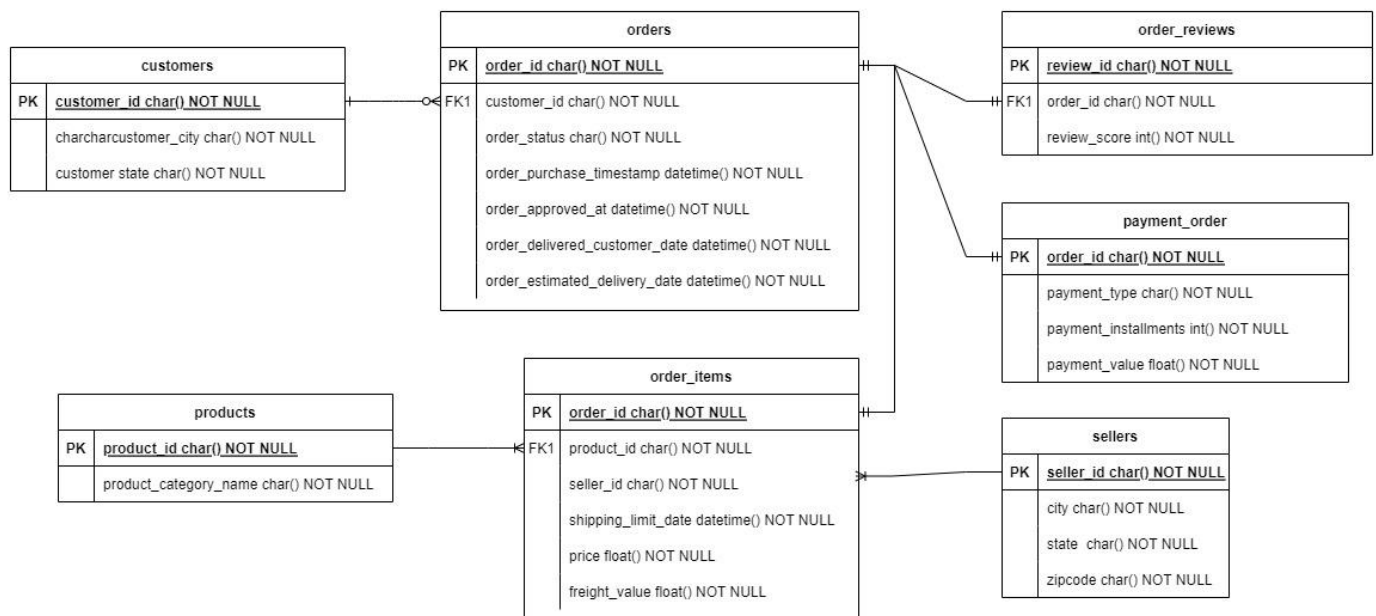 customers
PK customer_id char() NOT NULL
charcharcustomer_city char() NOT NULL
customer state char() NOT NULL
orders
PK order_id char() NOT NULL
FK1 customer_id char() NOT NULL
order_status char() NOT NULL
order_purchase_timestamp datetime() NOT NULL
order_approved_at datetime() NOT NULL
order_delivered_customer_date datetime() NOT NULL
order_estimated_delivery_date datetime() NOT NULL
order_reviews
PK review_id char() NOT NULL
FK1 order_id char() NOT NULL
review_score int() NOT NULL
payment_order
PK order_id char() NOT NULL
payment_type char() NOT NULL
payment_installments int() NOT NULL
payment_value float() NOT NULL
products
PK product_id char() NOT NULL
product_category_name char() NOT NULL
order_items
PK order_id char() NOT NULL
FK1 product_id char() NOT NULL
seller_id char() NOT NULL
shipping_limit_date datetime() NOT NULL
price float() NOT NULL
freight_value float() NOT NULL
sellers
PK seller_id char() NOT NULL
city char() NOT NULL
state char() NOT NULL
zipcode char() NOT NULL